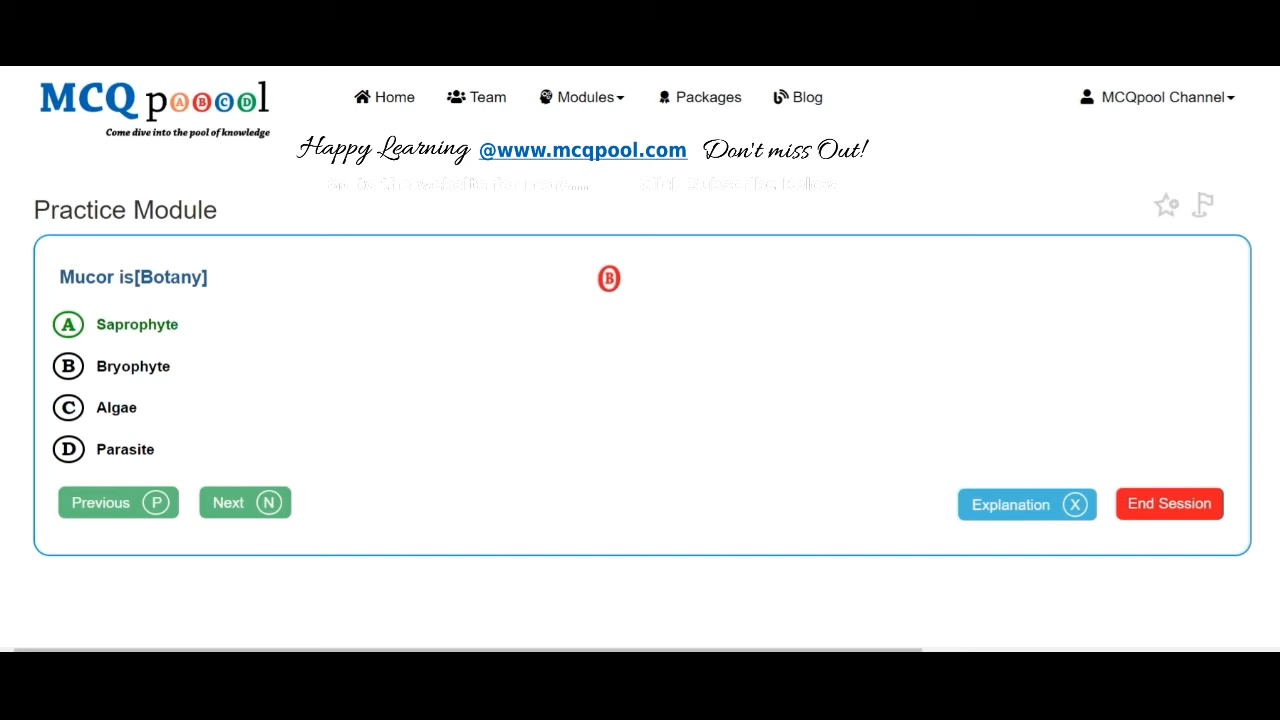 MCQ pooool
Come dive into the pool of knowledge
Home Team Modules Packages Blog MCQpool Channel
Happy Learning @www.mcqpool.com Don't miss Out!
Practice Module
Mucor is[Botany]
B
A Saprophyte
B Bryophyte
C Algae
D Parasite
Previous P Next N Explanation X End Session